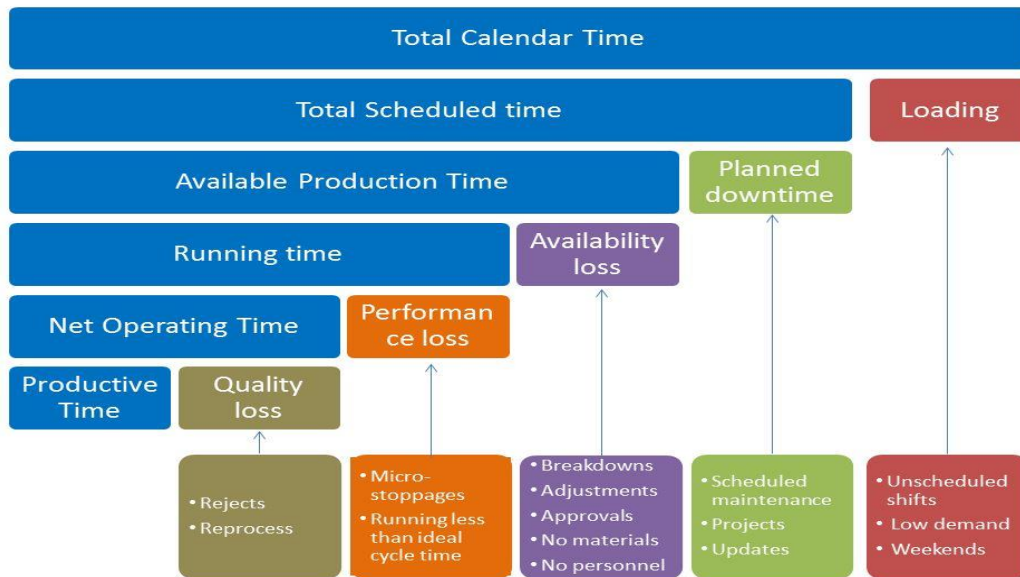 Total Calendar Time
Total Scheduled time
Loading
Available Production Time
Planned
downtime
Running time
Availability
loss
Net Operating Time
Performan
ce loss
Productive
Time
Quality
loss
• Rejects
• Reprocess
• Micro-
stoppages
• Running less
than ideal
cycle time
• Breakdowns
• Adjustments
• Approvals
• No materials
• No personnel
• Scheduled
maintenance
• Projects
• Updates
• Unscheduled
shifts
• Low demand
• Weekends